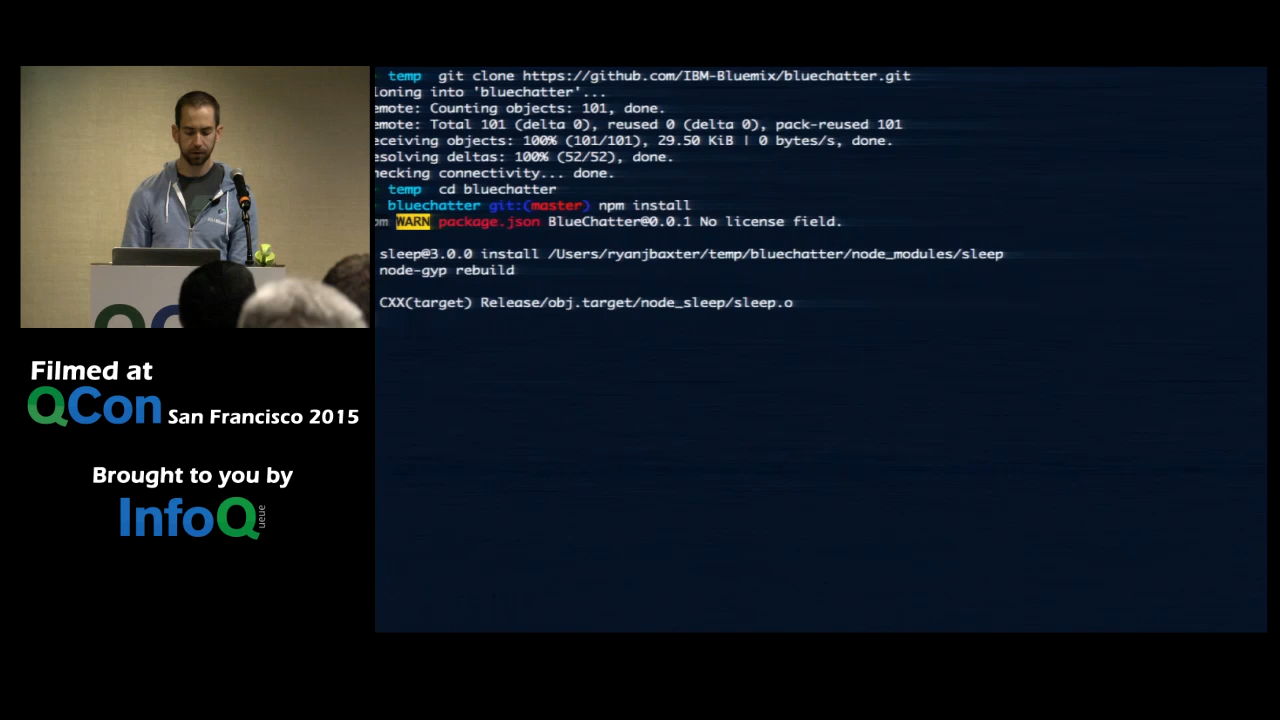 temp git clone https://github.com/IBM-Bluemix/bluechatter.git
loning into 'bluechatter'...
emote: Counting objects: 101, done.
emote: Total 101 (delta 0), reused 0 (delta 0), pack-reused 101
eceiving objects: 100% (101/101), 29.50 KiB | 0 bytes/s, done.
esolving deltas: 100% (52/52), done.
hecking connectivity... done.
temp cd bluechatter
bluechatter git:(master) npm install
pm WARN package.json BlueChatter@0.0.1 No license field.
sleep@3.0.0 install /Users/ryanjbaxter/temp/bluechatter/node_modules/sleep
node-gyp rebuild
CXX(target) Release/obj.target/node_sleep/sleep.o
Filmed at
QCon San Francisco 2015
Brought to you by
InfoQ
ueue